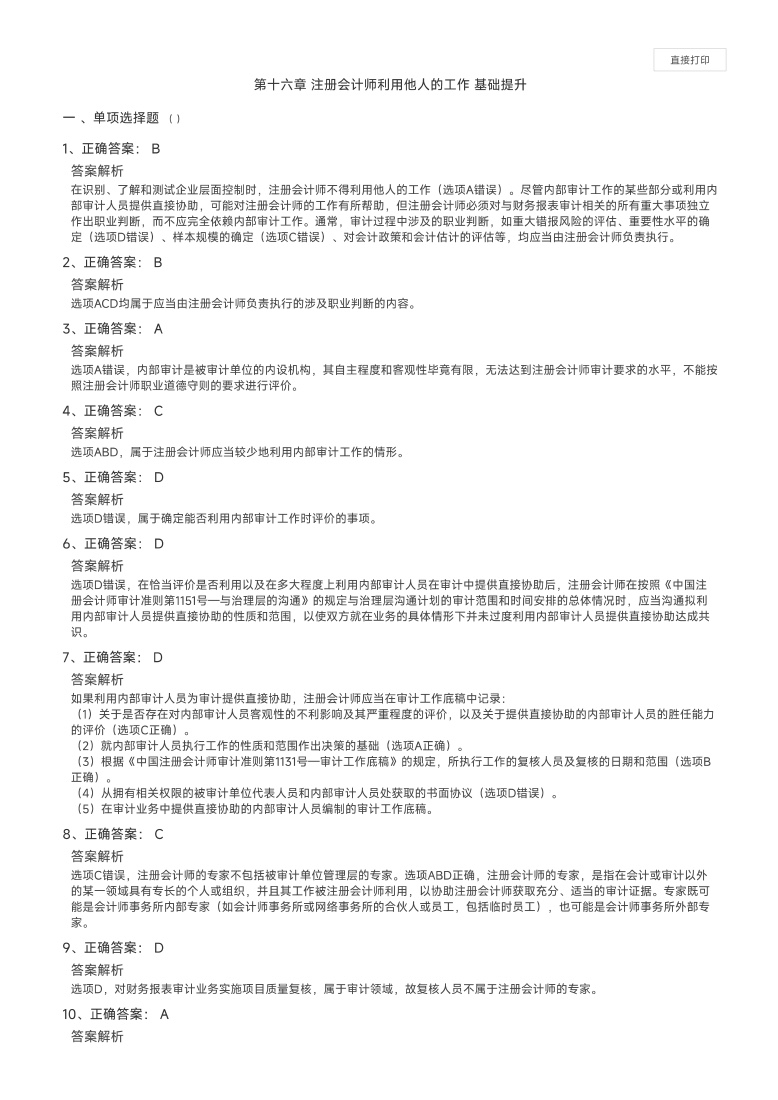 直接打印
第十六章 注册会计师利用他人的工作 基础提升
一 、单项选择题 （ ）
1、正确答案： B
答案解析
在识别、了解和测试企业层面控制时，注册会计师不得利用他人的工作（选项A错误）。尽管内部审计工作的某些部分或利用内
部审计人员提供直接协助，可能对注册会计师的工作有所帮助，但注册会计师必须对与财务报表审计相关的所有重大事项独立
作出职业判断，而不应完全依赖内部审计工作。通常，审计过程中涉及的职业判断，如重大错报风险的评估、重要性水平的确
定（选项D错误）、样本规模的确定（选项C错误）、对会计政策和会计估计的评估等，均应当由注册会计师负责执行。
2、正确答案： B
答案解析
选项ACD均属于应当由注册会计师负责执行的涉及职业判断的内容。
3、正确答案： A
答案解析
选项A错误，内部审计是被审计单位的内设机构，其自主程度和客观性毕竟有限，无法达到注册会计师审计要求的水平，不能按
照注册会计师职业道德守则的要求进行评价。
4、正确答案： C
答案解析
选项ABD，属于注册会计师应当较少地利用内部审计工作的情形。
5、正确答案： D
答案解析
选项D错误，属于确定能否利用内部审计工作时评价的事项。
6、正确答案： D
答案解析
选项D错误，在恰当评价是否利用以及在多大程度上利用内部审计人员在审计中提供直接协助后，注册会计师在按照《中国注
册会计师审计准则第1151号—与治理层的沟通》的规定与治理层沟通计划的审计范围和时间安排的总体情况时，应当沟通拟利
用内部审计人员提供直接协助的性质和范围，以使双方就在业务的具体情形下并未过度利用内部审计人员提供直接协助达成共
识。
7、正确答案： D
答案解析
如果利用内部审计人员为审计提供直接协助，注册会计师应当在审计工作底稿中记录：
（1）关于是否存在对内部审计人员客观性的不利影响及其严重程度的评价，以及关于提供直接协助的内部审计人员的胜任能力
的评价（选项C正确）。
（2）就内部审计人员执行工作的性质和范围作出决策的基础（选项A正确）。
（3）根据《中国注册会计师审计准则第1131号—审计工作底稿》的规定，所执行工作的复核人员及复核的日期和范围（选项B
正确）。
（4）从拥有相关权限的被审计单位代表人员和内部审计人员处获取的书面协议（选项D错误）。
（5）在审计业务中提供直接协助的内部审计人员编制的审计工作底稿。
8、正确答案： C
答案解析
选项C错误，注册会计师的专家不包括被审计单位管理层的专家。选项ABD正确，注册会计师的专家，是指在会计或审计以外
的某一领域具有专长的个人或组织，并且其工作被注册会计师利用，以协助注册会计师获取充分、适当的审计证据。专家既可
能是会计师事务所内部专家（如会计师事务所或网络事务所的合伙人或员工，包括临时员工），也可能是会计师事务所外部专
家。
9、正确答案： D
答案解析
选项D，对财务报表审计业务实施项目质量复核，属于审计领域，故复核人员不属于注册会计师的专家。
10、正确答案： A
答案解析